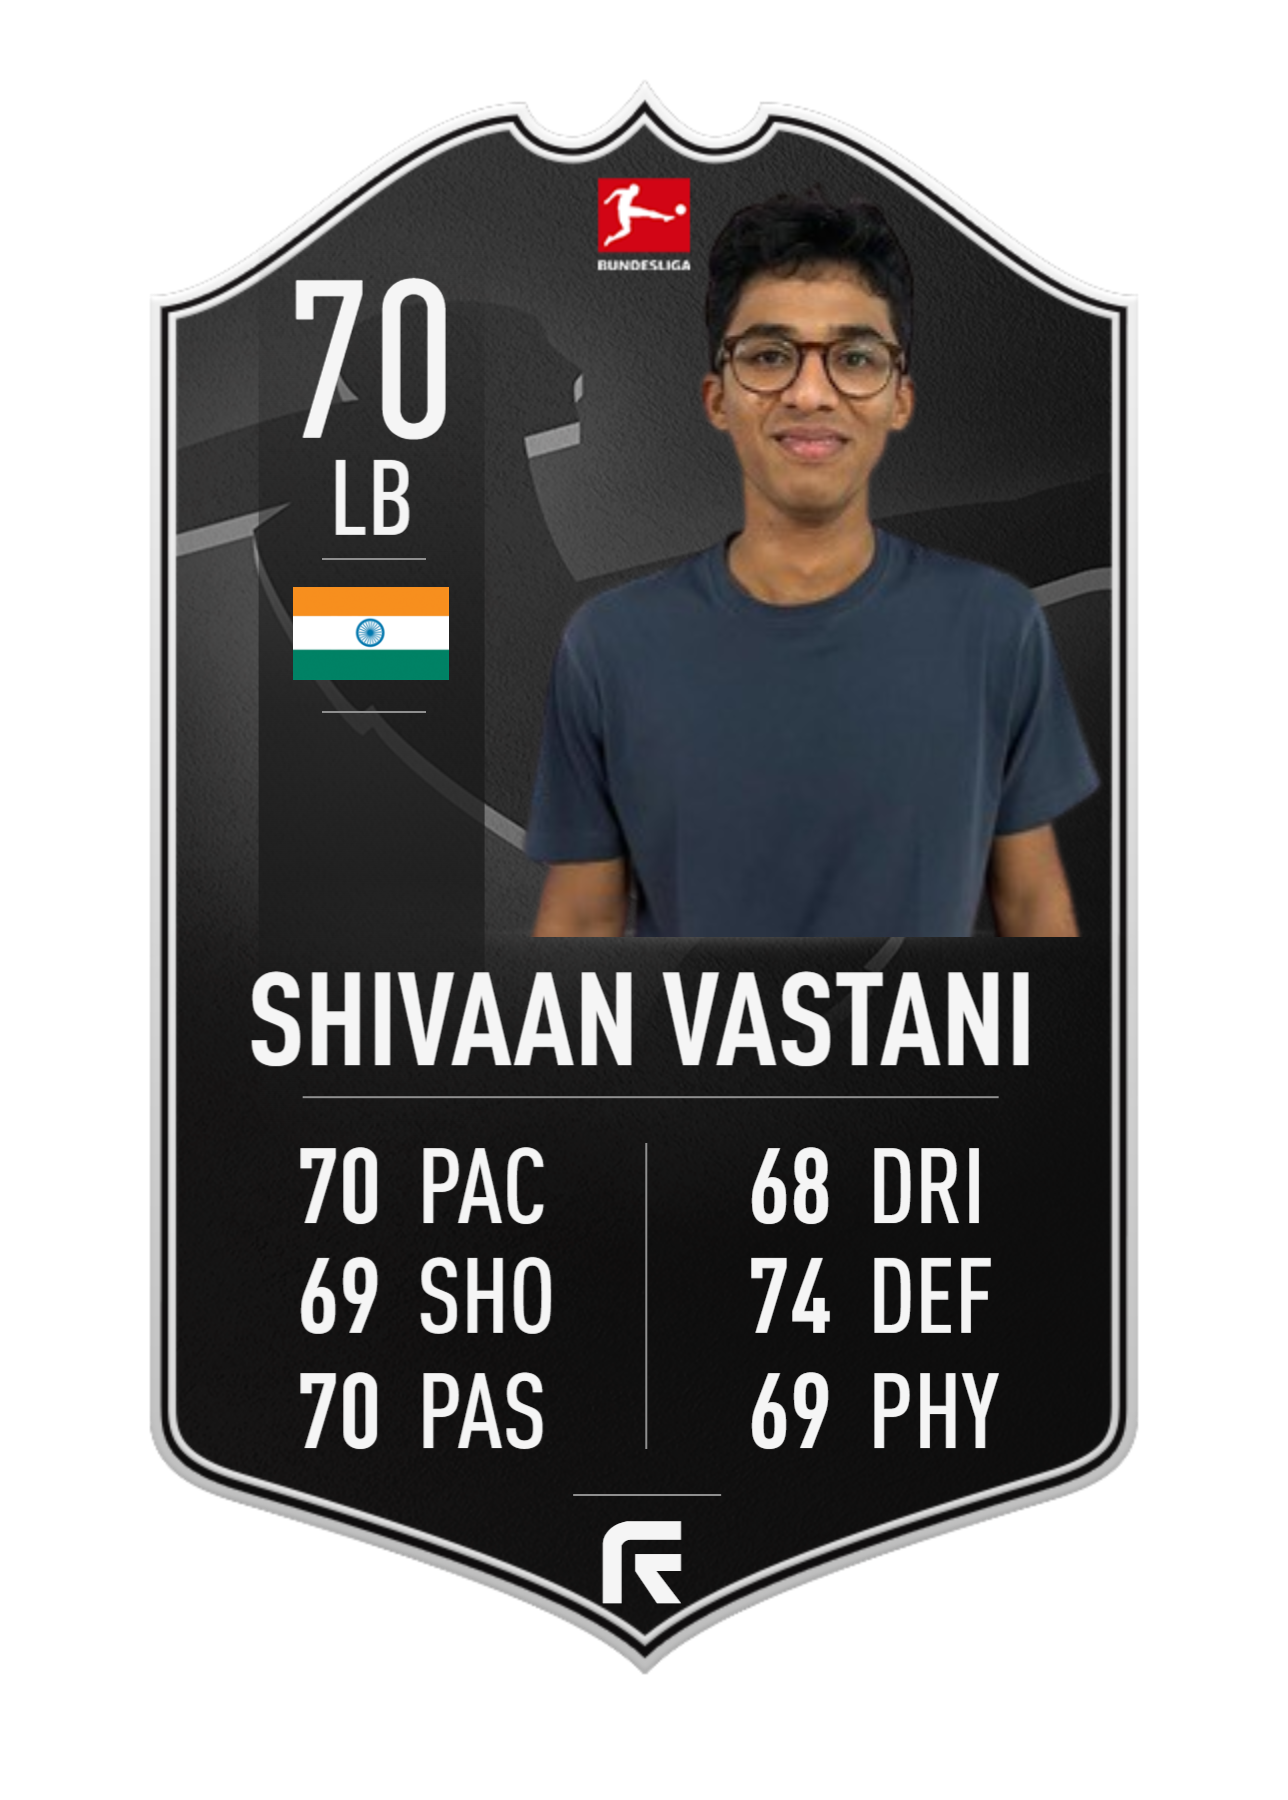 BUNDESLIGA
70
LB
SHIVAAN VASTANI
70 PAC
69 SHO
70 PAS
68 DRI
74 DEF
69 PHY